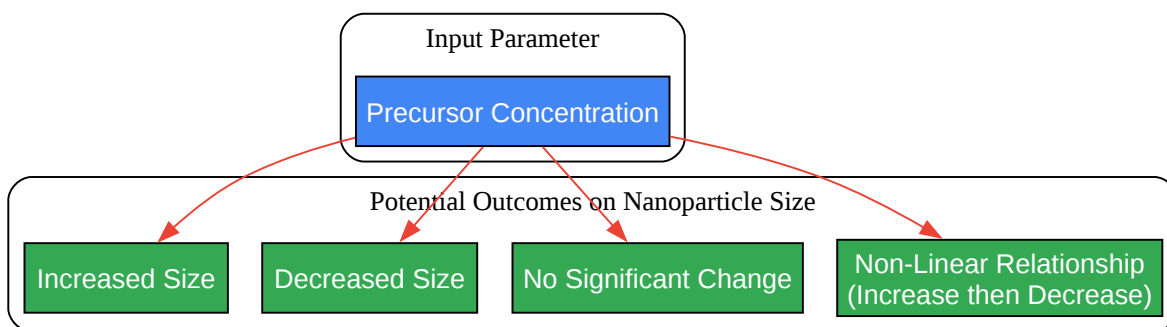 Input Parameter
Precursor Concentration
Potential Outcomes on Nanoparticle Size
Increased Size
Decreased Size
No Significant Change
Non-Linear Relationship
(Increase then Decrease)